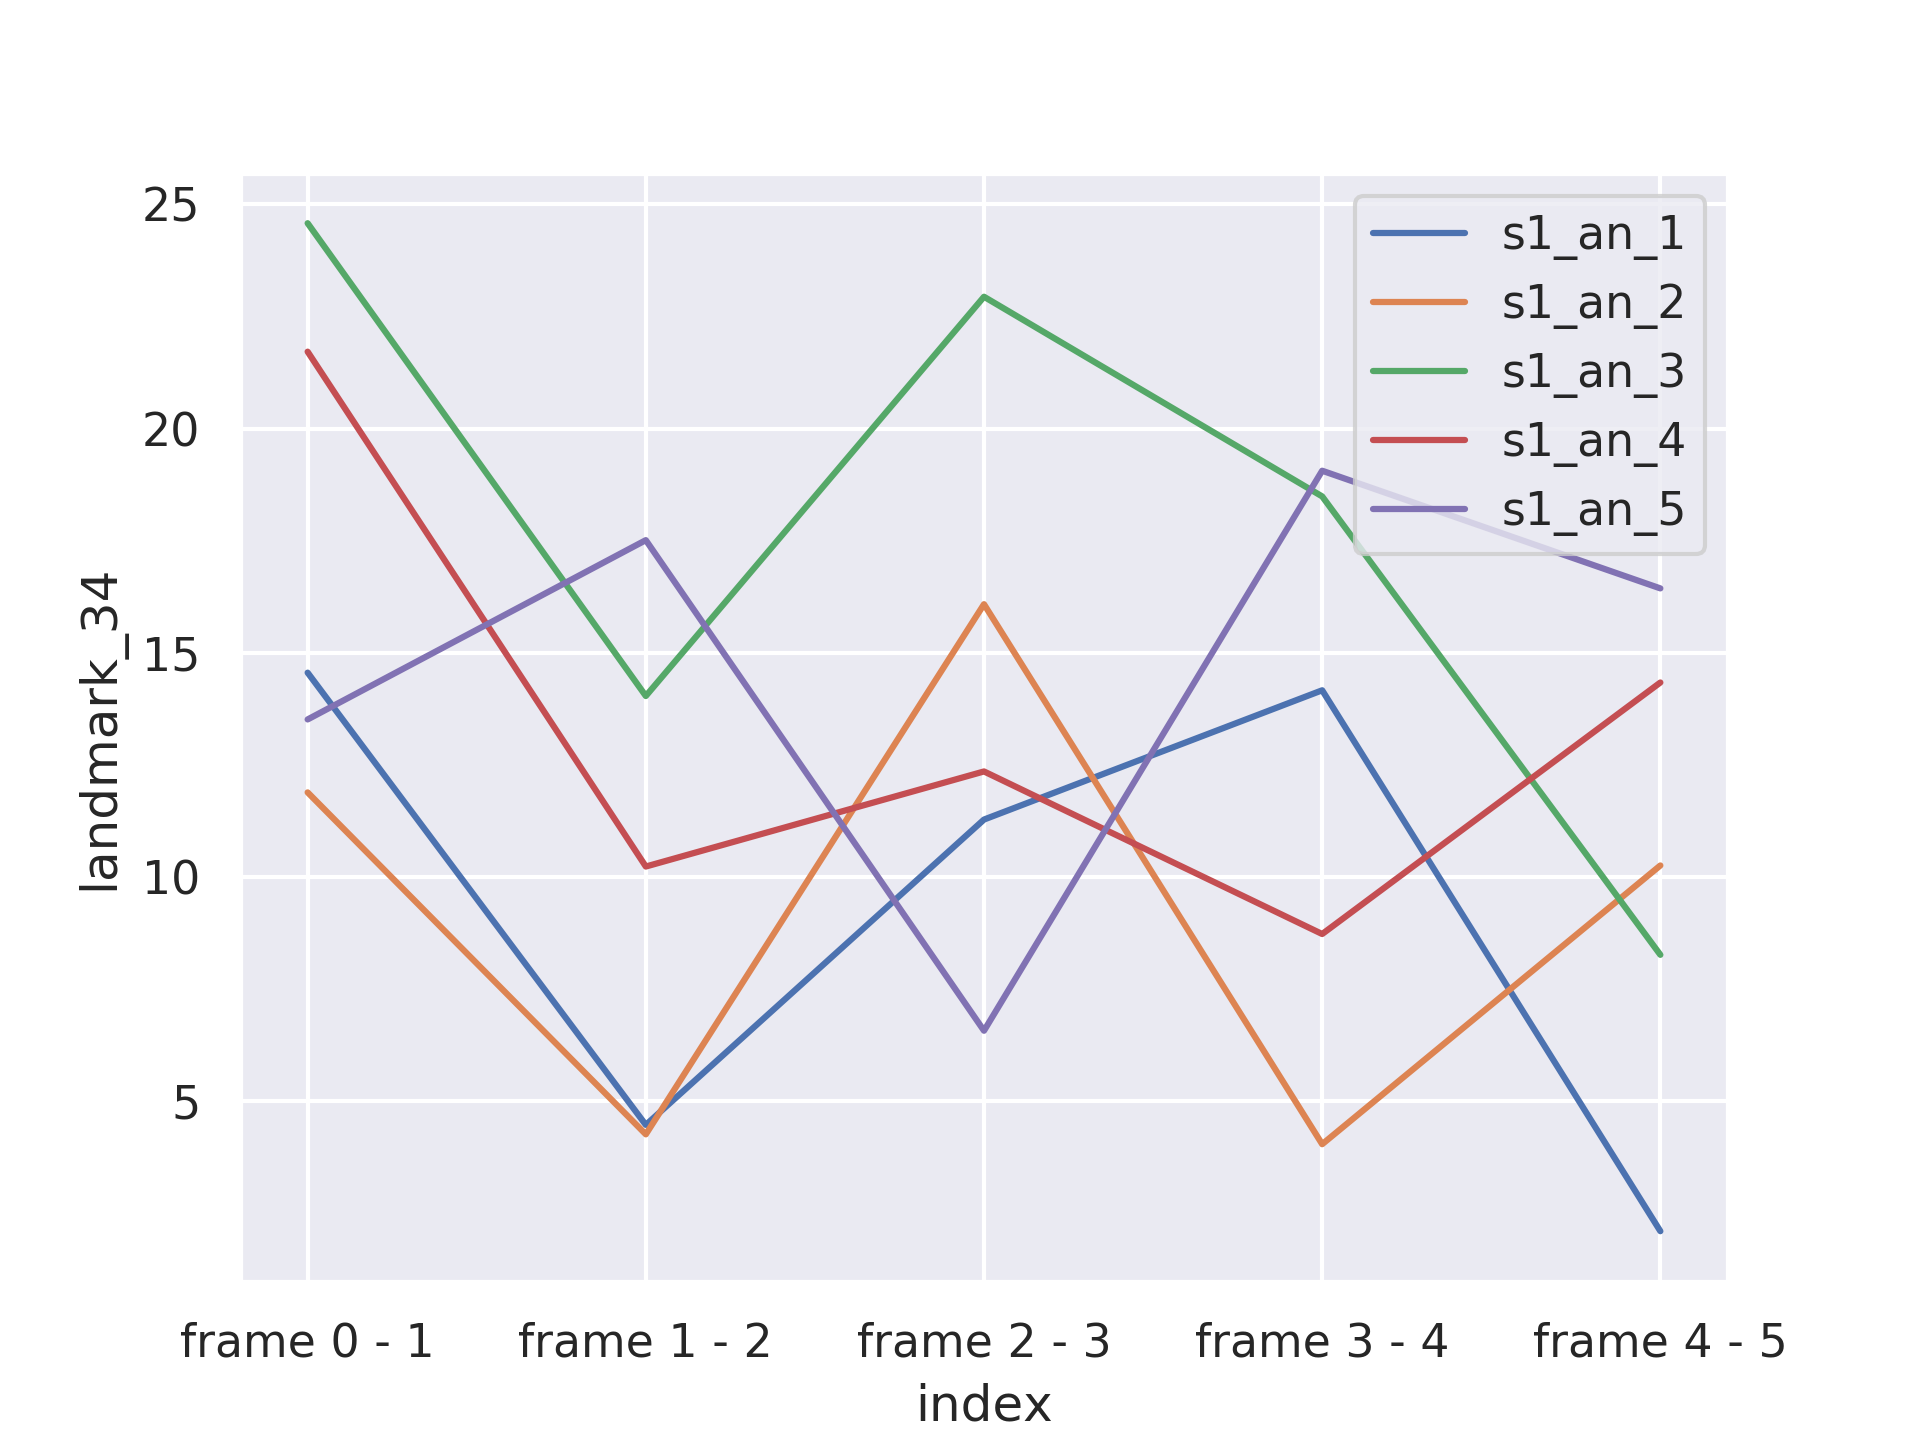 25
20
15
10
5
landmark_34
s1_an_1
s1_an_2
s1_an_3
s1_an_4
s1_an_5
frame 0 - 1 frame 1 - 2 frame 2 - 3 frame 3 - 4 frame 4 - 5
index